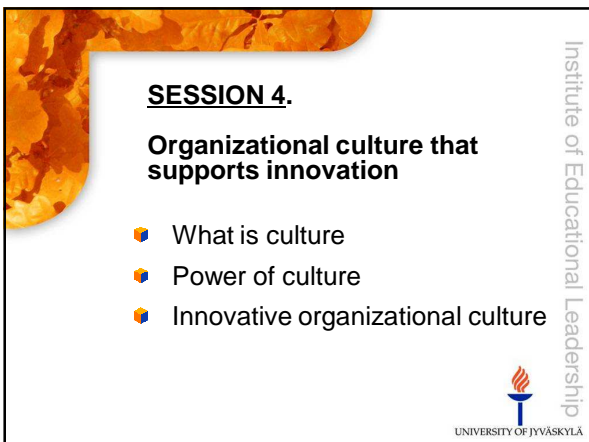 SESSION 4.
Organizational culture that
supports innovation
What is culture
Power of culture
Innovative organizational culture
Institute of Educational Leadership
UNIVERSITY OF JYVÄSKYLÄ